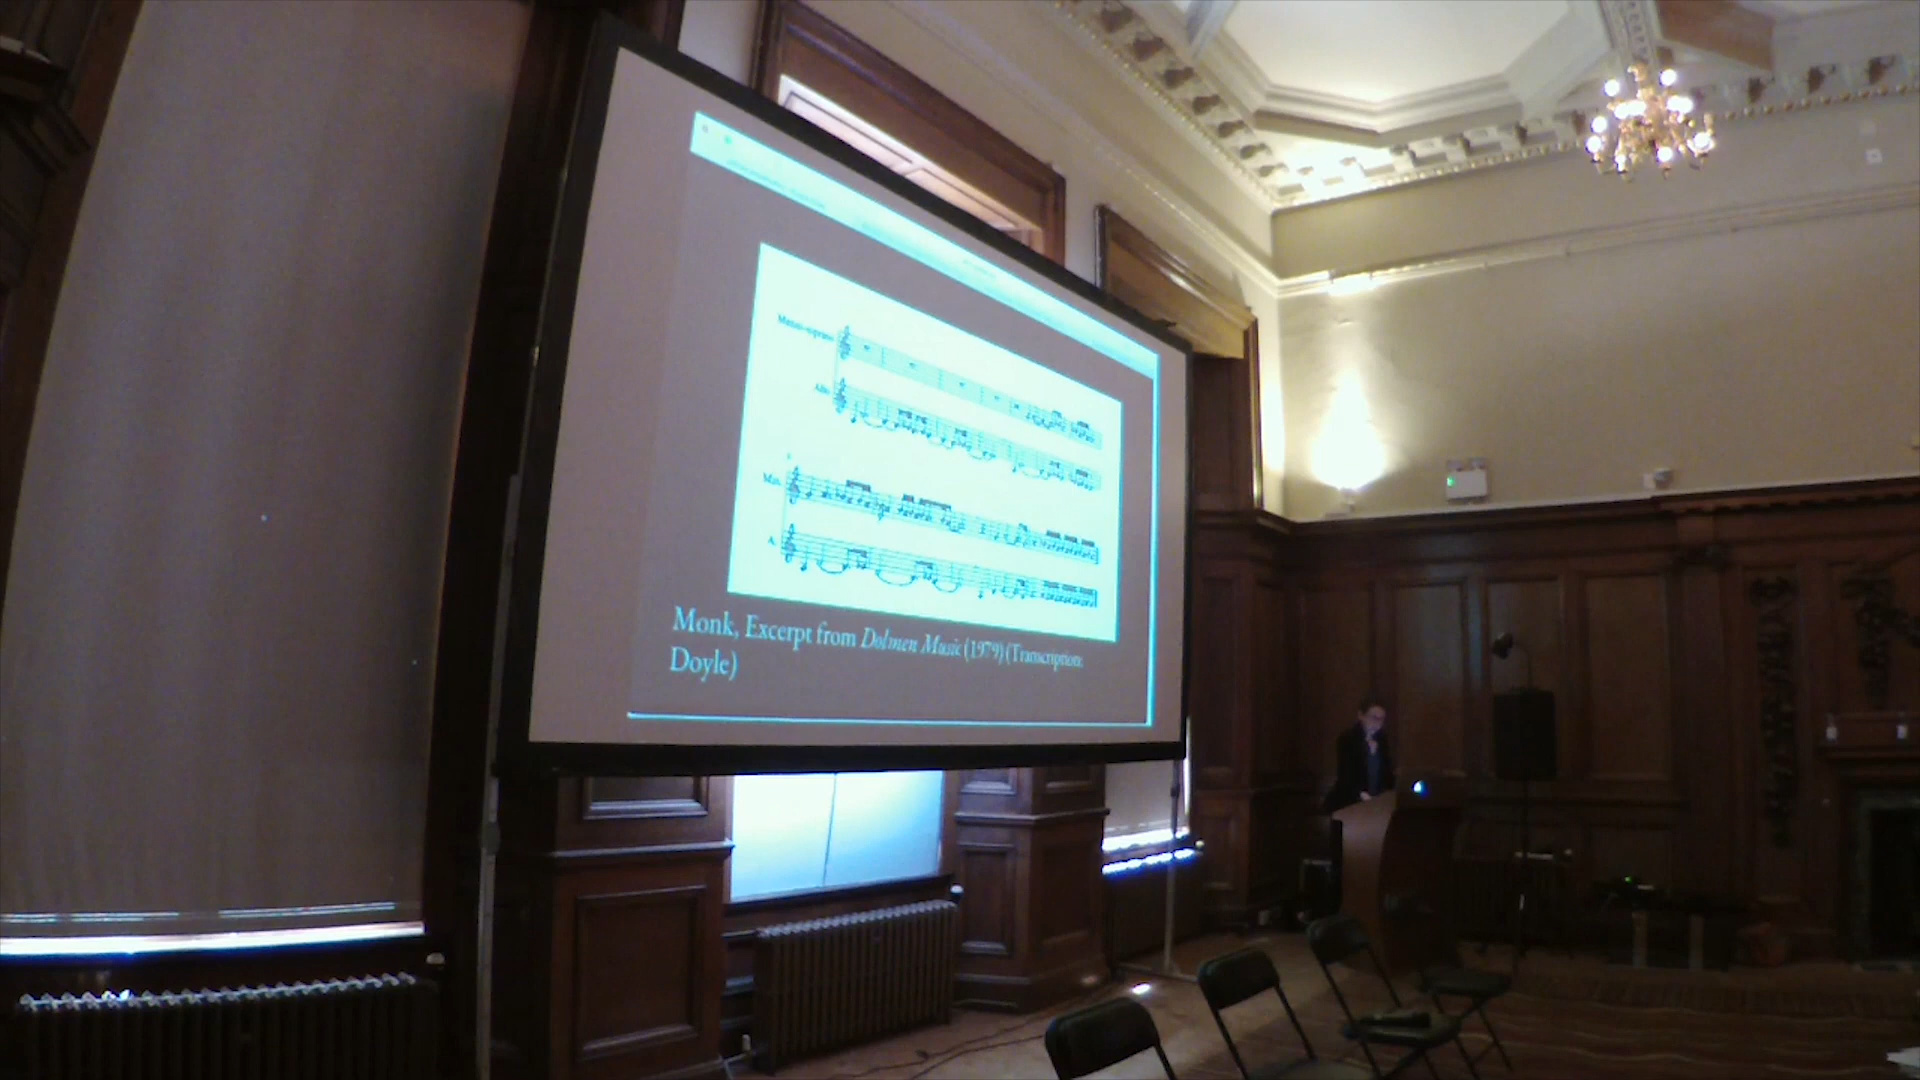 Mezzo-soprano
Alto
Mzs.
A.
Monk, Excerpt from Dolmen Music (1979) (Transcription:
Doyle)